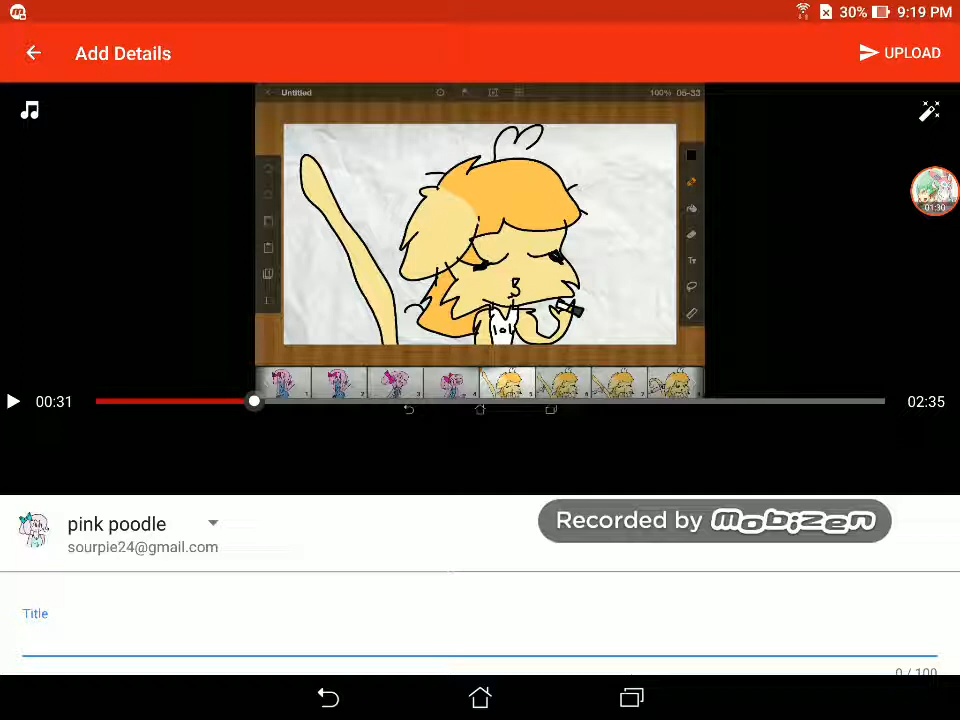 30% 9:19 PM
Add Details
UPLOAD
Untitled
100%
01:30
Tт
00:31
02:35
pink poodle
sourpie24@gmail.com
Recorded by mobizen
Title
0 / 100